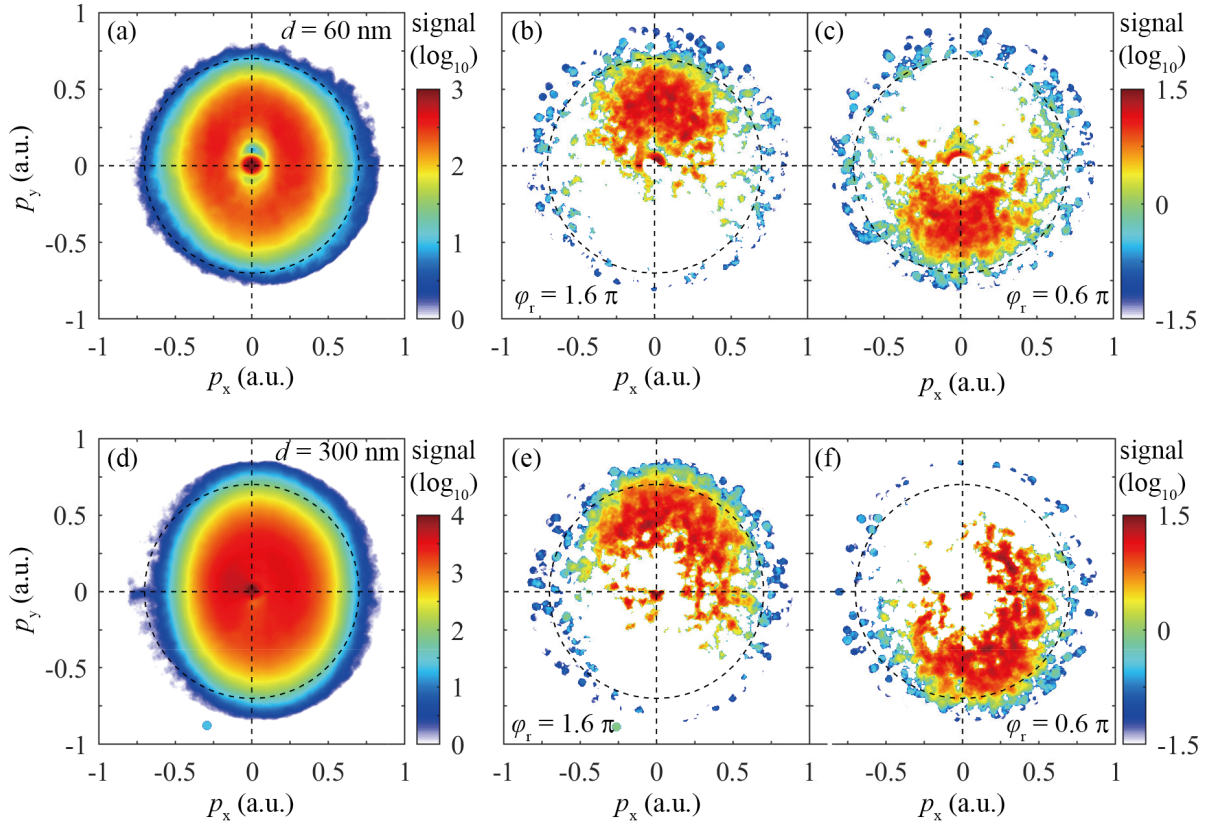 (a)
d = 60 nm
signal
(log10)
(b)
(c)
signal
(log10)
1
0.5
0
-0.5
-1
py (a.u.)
3
2
1
0
φr = 1.6 π
φr = 0.6 π
1.5
0
-1.5
-1 -0.5 0 0.5 1
-1 -0.5 0 0.5 1
-1 -0.5 0 0.5 1
px (a.u.)
px (a.u.)
px (a.u.)
(d)
d = 300 nm
signal
(log10)
(e)
(f)
signal
(log10)
1
0.5
0
-0.5
-1
py (a.u.)
4
3
2
1
0
φr = 1.6 π
φr = 0.6 π
1.5
0
-1.5
-1 -0.5 0 0.5 1
-1 -0.5 0 0.5 1
-1 -0.5 0 0.5 1
px (a.u.)
px (a.u.)
px (a.u.)